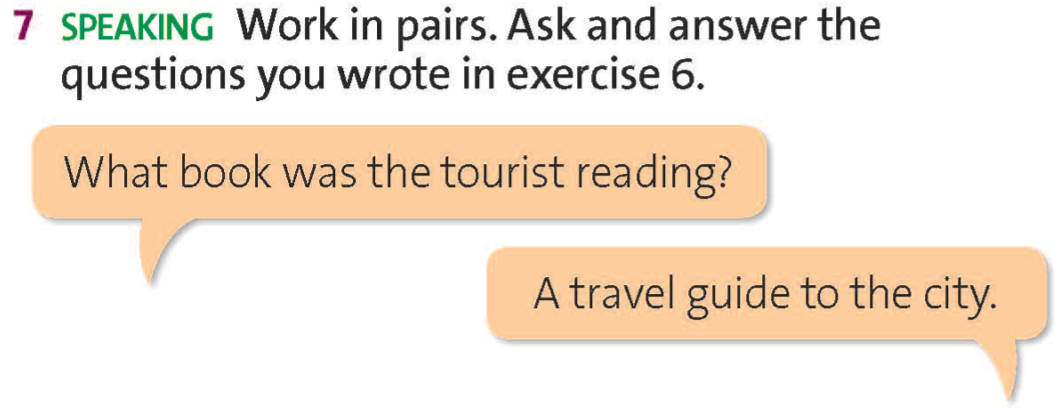 7 SPEAKING Work in pairs. Ask and answer the
questions you wrote in exercise 6.
What book was the tourist reading?
A travel guide to the city.